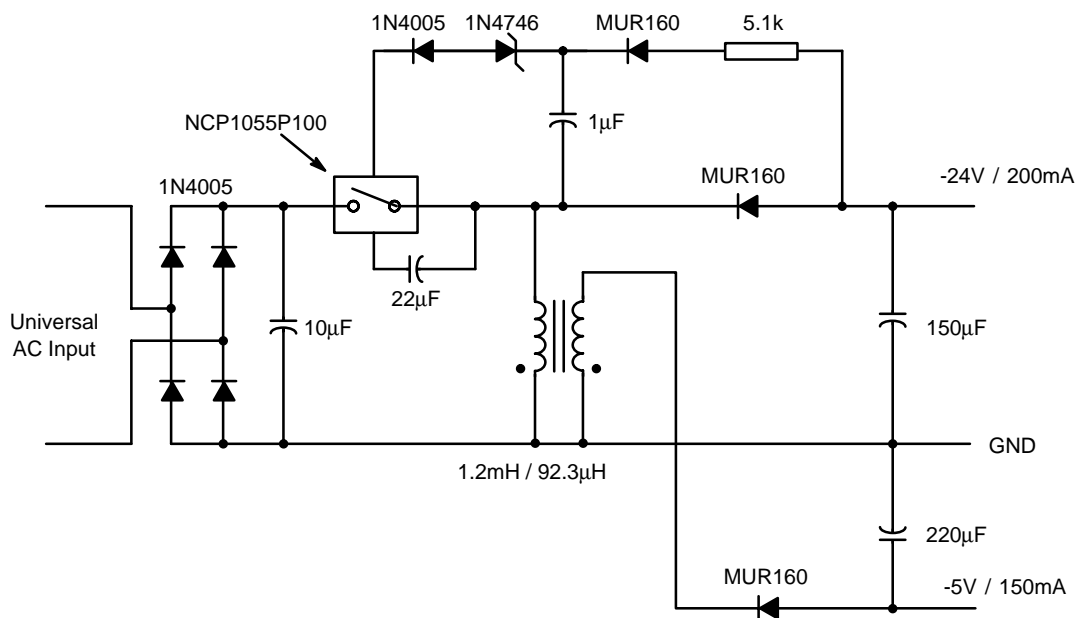 1N4005
1N4746
MUR160
5.1k
NCP1055P100
1µF
1N4005
MUR160
-24V / 200mA
22µF
Universal
AC Input
10µF
150µF
GND
1.2mH / 92.3µH
220µF
MUR160
-5V / 150mA